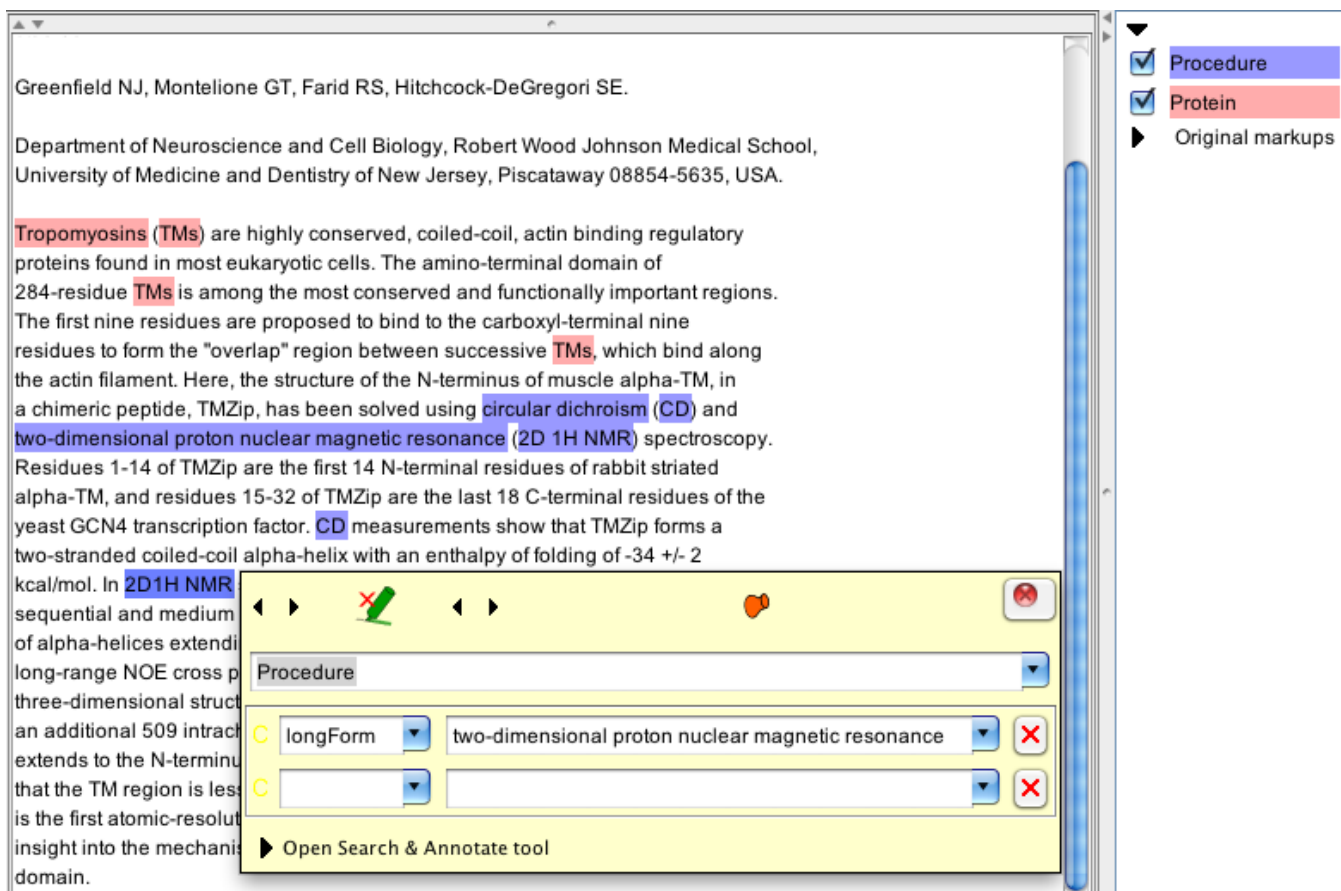 Greenfield NJ, Montelione GT, Farid RS, Hitchcock-DeGregori SE.
Department of Neuroscience and Cell Biology, Robert Wood Johnson Medical School,
University of Medicine and Dentistry of New Jersey, Piscataway 08854-5635, USA.
Tropomyosins (TMs) are highly conserved, coiled-coil, actin binding regulatory
proteins found in most eukaryotic cells. The amino-terminal domain of
284-residue TMs is among the most conserved and functionally important regions.
The first nine residues are proposed to bind to the carboxyl-terminal nine
residues to form the "overlap" region between successive TMs, which bind along
the actin filament. Here, the structure of the N-terminus of muscle alpha-TM, in
a chimeric peptide, TMZip, has been solved using circular dichroism (CD) and
two-dimensional proton nuclear magnetic resonance (2D 1H NMR) spectroscopy.
Residues 1-14 of TMZip are the first 14 N-terminal residues of rabbit striated
alpha-TM, and residues 15-32 of TMZip are the last 18 C-terminal residues of the
yeast GCN4 transcription factor. CD measurements show that TMZip forms a
two-stranded coiled-coil alpha-helix with an enthalpy of folding of -34 +/- 2
kcal/mol. In 2D1H NMR
sequential and medium
of alpha-helices extendi
long-range NOE cross p
three-dimensional struct
an additional 509 intrac
extends to the N-terminu
that the TM region is les
is the first atomic-resolut
insight into the mechanis
domain.
Procedure
C longForm two-dimensional proton nuclear magnetic resonance
C
Open Search & Annotate tool
Procedure
Protein
Original markups